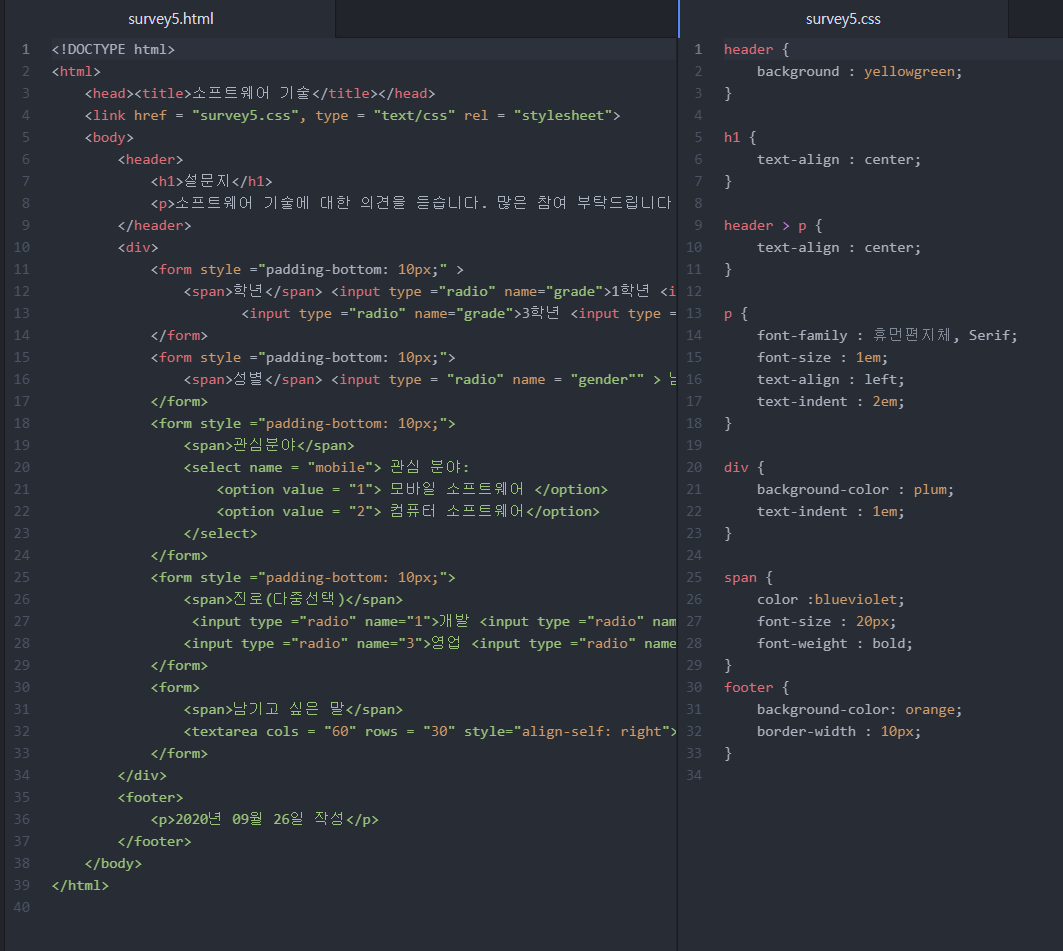 survey5.html
1 <!DOCTYPE html>
2 <html>
3 <head><title>소프트웨어 기술</title></head>
4 <link href = "survey5.css", type = "text/css" rel = "stylesheet">
5 <body>
6 <header>
7 <h1>설문지</h1>
8 <p>소프트웨어 기술에 대한 의견을 듣습니다. 많은 참여 부탁드립니다
9 </header>
10 <div>
11 <form style ="padding-bottom: 10px;" >
12 <span>학년</span> <input type ="radio" name="grade">1학년 <i
13 <input type ="radio" name="grade">3학년 <input type =
14 </form>
15 <form style ="padding-bottom: 10px;">
16 <span>성별</span> <input type = "radio" name = "gender"" >
17 </form>
18 <form style ="padding-bottom: 10px;">
19 <span>관심분야</span>
20 <select name = "mobile"> 관심 분야:
21 <option value = "1"> 모바일 소프트웨어 </option>
22 <option value = "2"> 컴퓨터 소프트웨어</option>
23 </select>
24 </form>
25 <form style ="padding-bottom: 10px;">
26 <span>진로(다중선택)</span>
27 <input type ="radio" name="1">개발 <input type ="radio" nam
28 <input type ="radio" name="3">영업 <input type ="radio" name
29 </form>
30 <form>
31 <span>남기고 싶은 말</span>
32 <textarea cols = "60" rows = "30" style="align-self: right">
33 </form>
34 </div>
35 <footer>
36 <p>2020년 09월 26일 작성</p>
37 </footer>
38 </body>
39 </html>
40
survey5.css
1 header {
2 background : yellowgreen;
3 }
4
5 h1 {
6 text-align : center;
7 }
8
9 header > p {
10 text-align : center;
11 }
12
13 p {
14 font-family : 휴먼편지체, Serif;
15 font-size : 1em;
16 text-align : left;
17 text-indent : 2em;
18 }
19
20 div {
21 background-color : plum;
22 text-indent : 1em;
23 }
24
25 span {
26 color :blueviolet;
27 font-size : 20px;
28 font-weight : bold;
29 }
30 footer {
31 background-color: orange;
32 border-width : 10px;
33 }
34